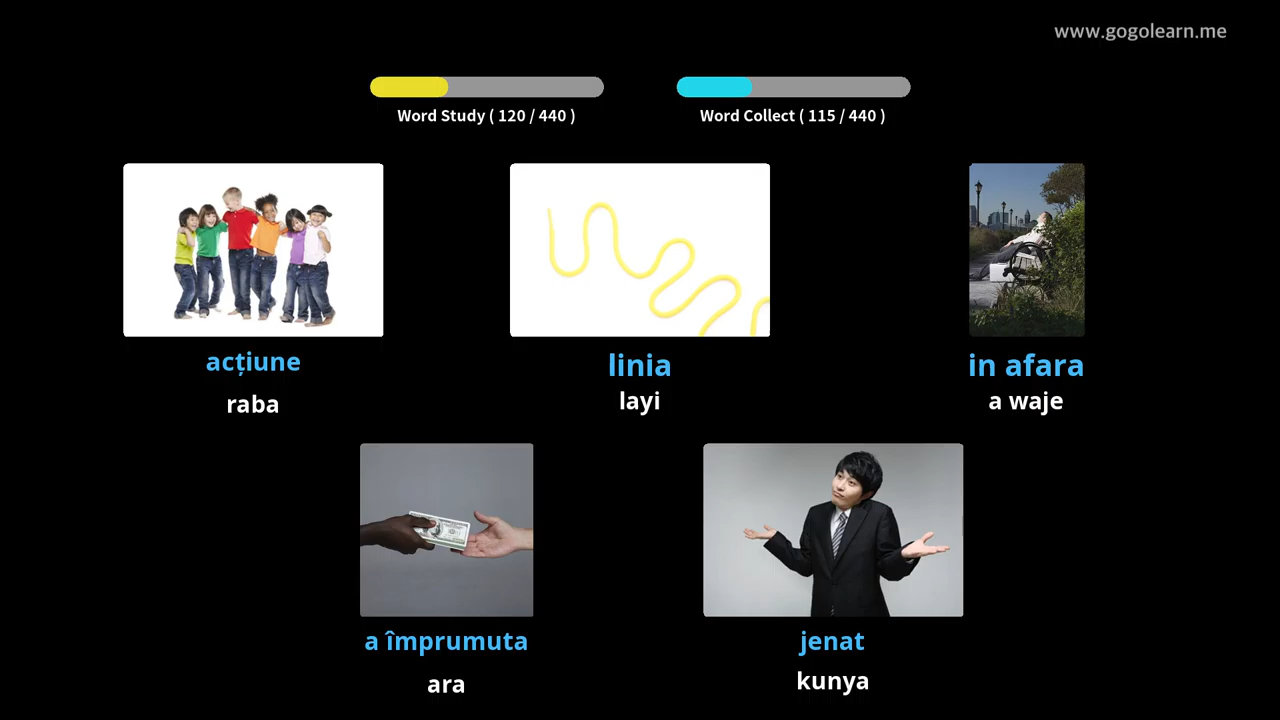 www.gogolearn.me
Word Study ( 120 / 440 )
Word Collect ( 115 / 440 )
acțiune
raba
linia
layi
in afara
a waje
a împrumuta
ara
jenat
kunya